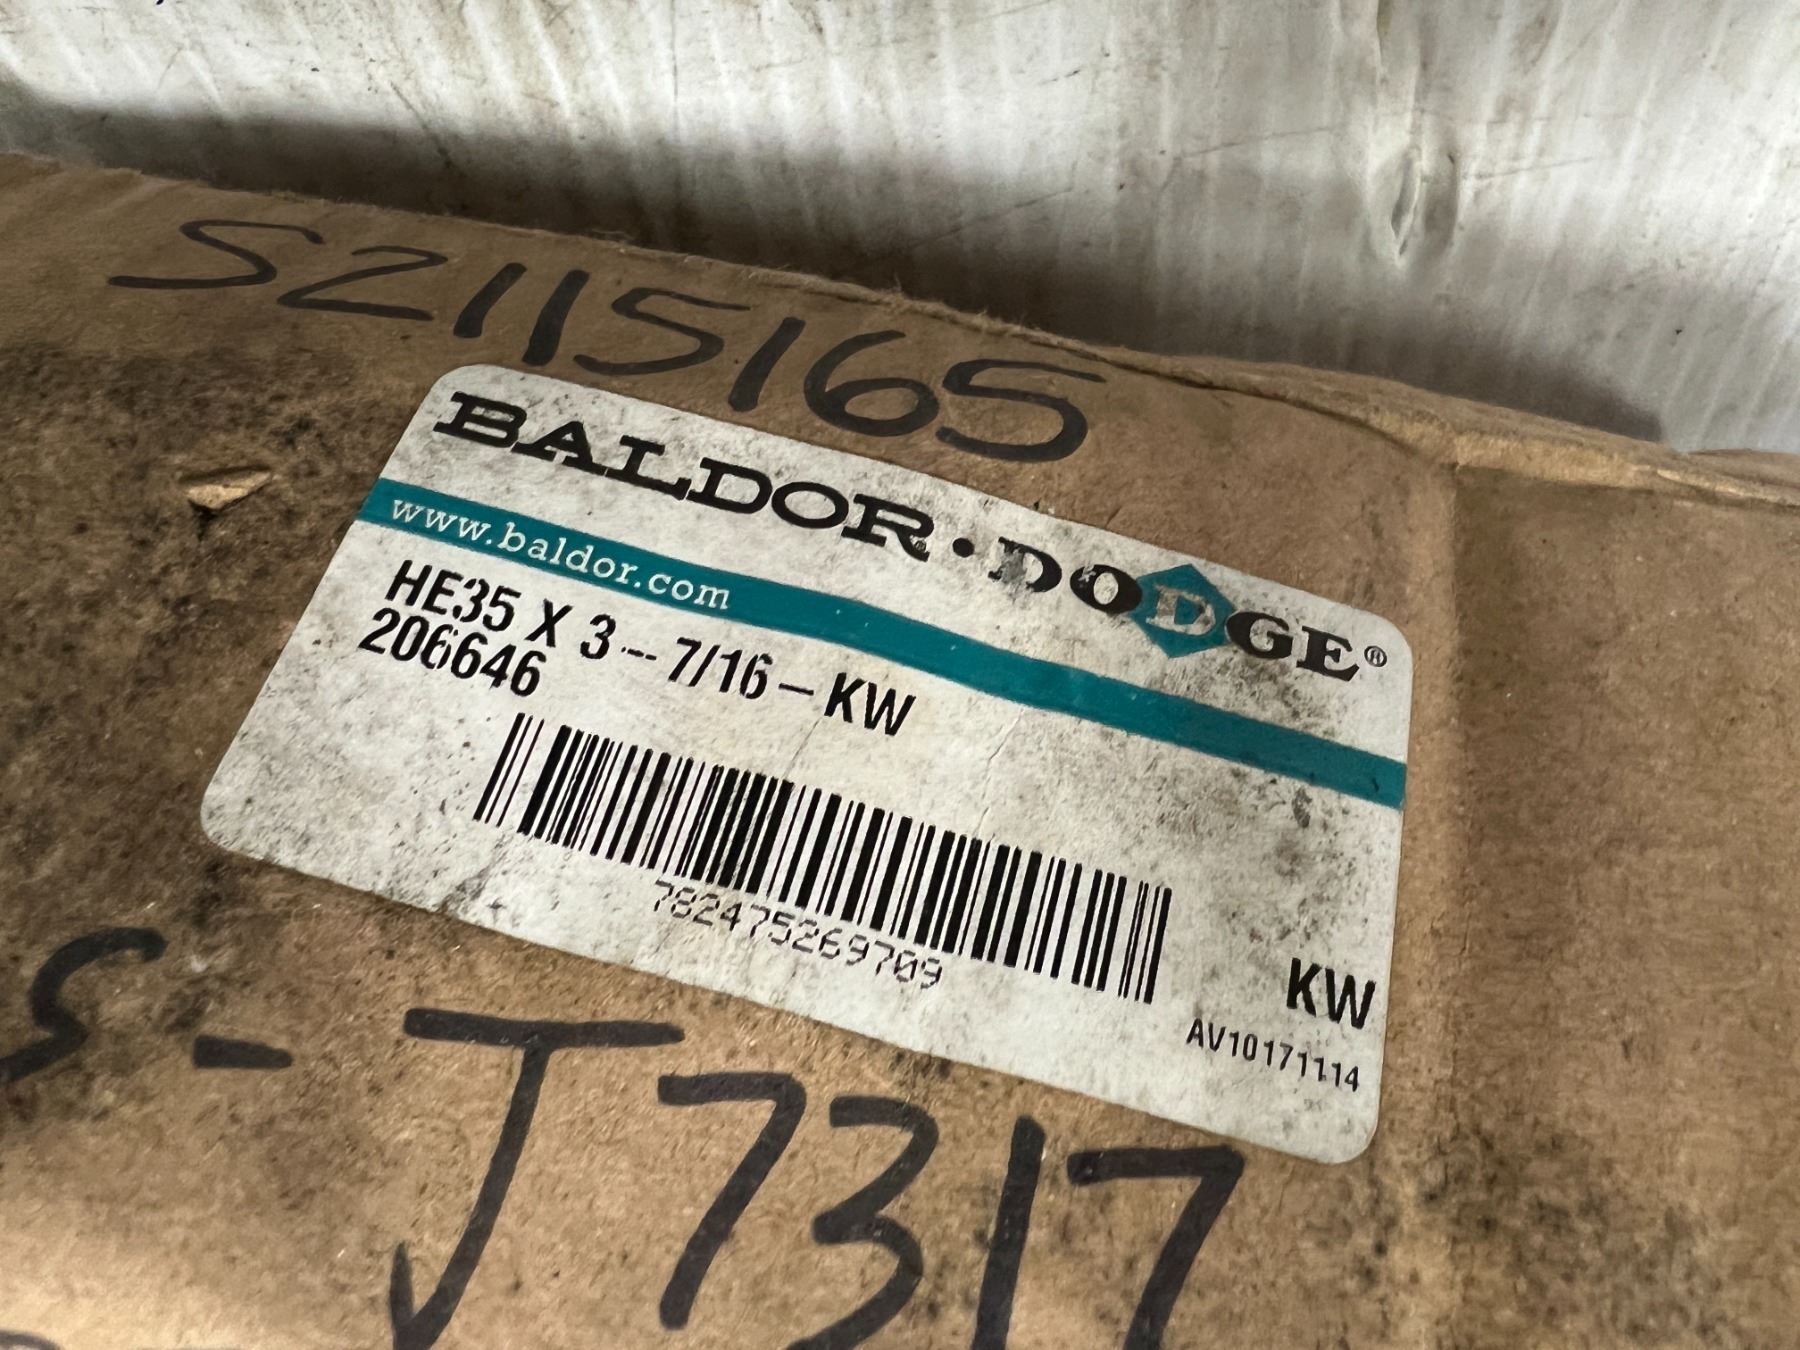 S2115165
BALDOR · DODGE®
www.baldor.com
HE35 X 3--7/16-KW
206646
782475269709
KW
AV10171114
S-J7317